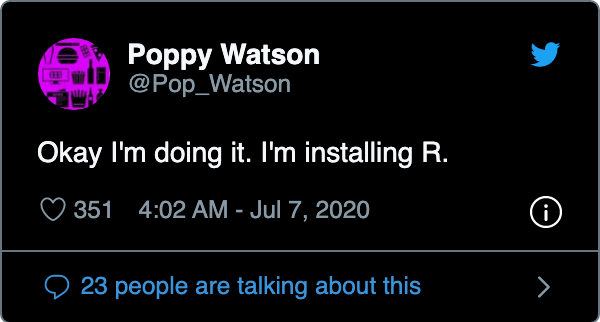 Poppy Watson
@Pop_Watson
Okay I'm doing it. I'm installing R.
351 4:02 AM - Jul 7, 2020
23 people are talking about this